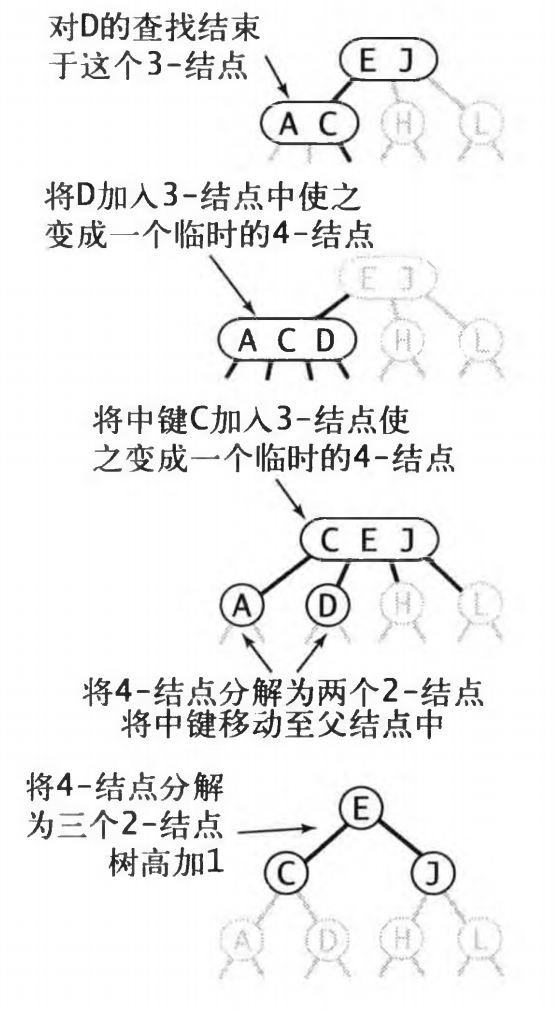 对D的查找结束
于这个3-结点
E J
A C
H
L
将D加入3-结点中使之
变成一个临时的4-结点
E J
A C D
H
L
将中键C加入3-结点使
之变成一个临时的4-结点
C E J
A
D
H
L
将4-结点分解为两个2-结点
将中键移动至父结点中
将4-结点分解
为三个2-结点
树高加1
E
C
J
A
D
H
L